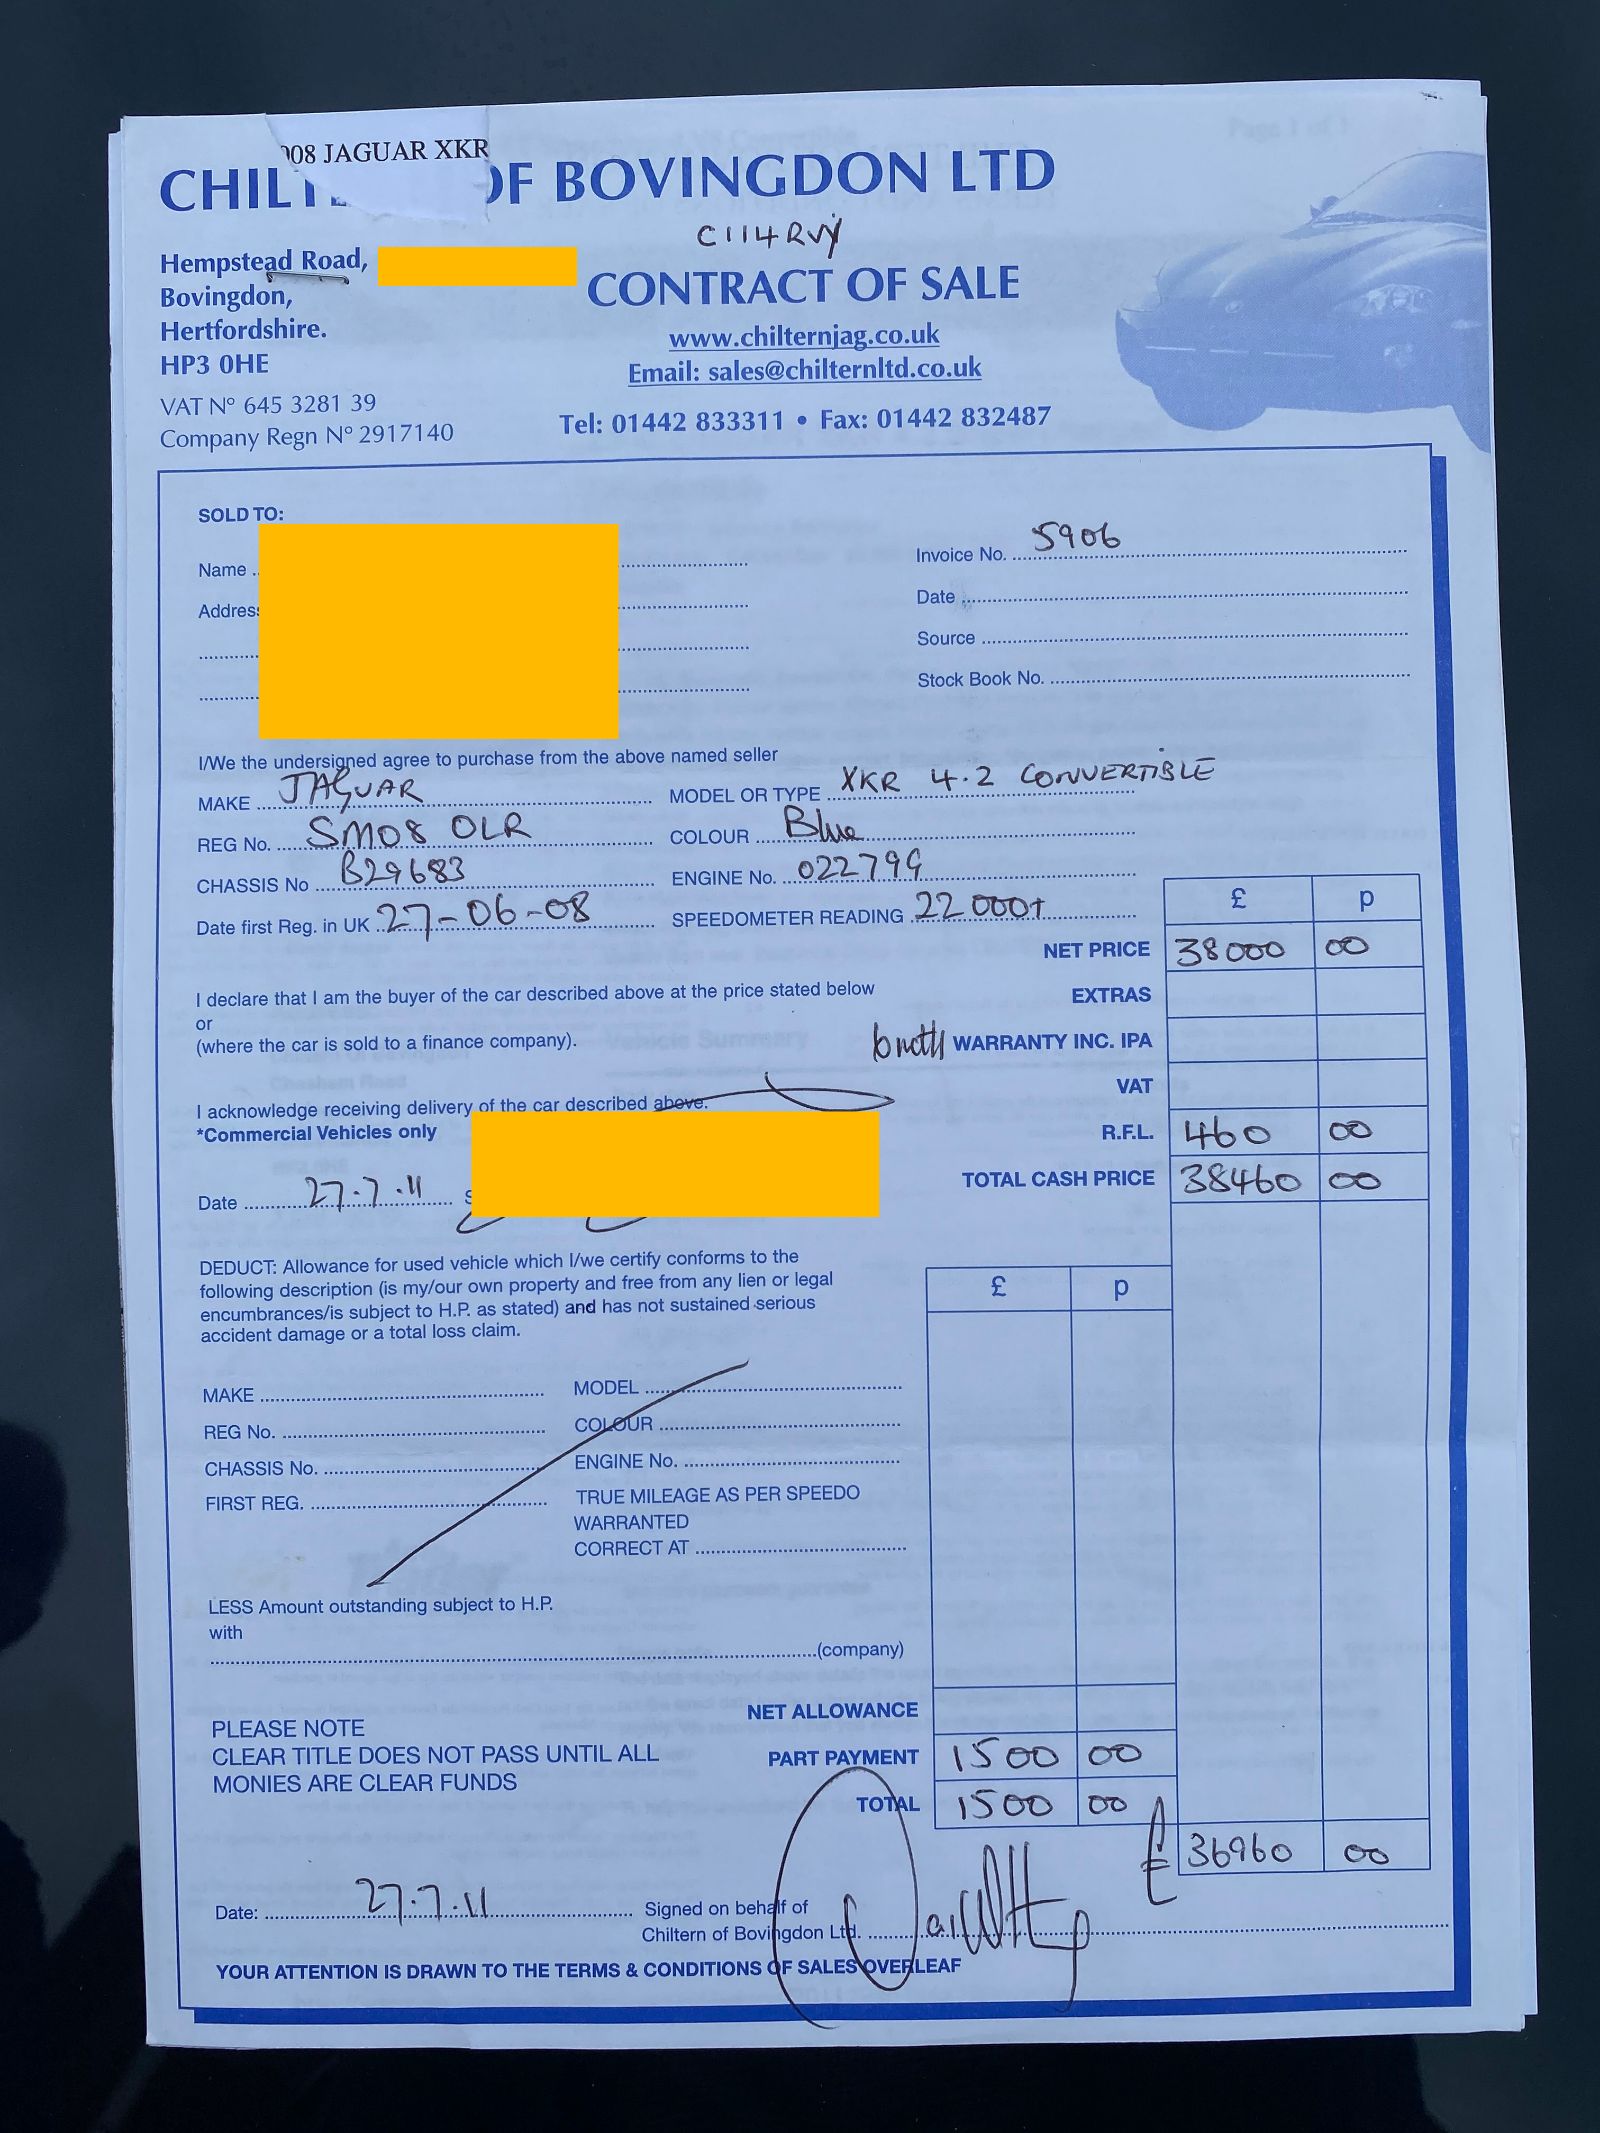 008 JAGUAR XKR
OF BOVINGDON LTD
C114RVY
Hempstead Road,
Bovingdon,
Hertfordshire.
HP3 0HE
VAT Nº 645 3281 39
Company Regn Nº 2917140
CONTRACT OF SALE
www.chilternjag.co.uk
Email: sales@chilternltd.co.uk
Tel: 01442 833311 • Fax: 01442 832487
SOLD TO:
Name
Address
Invoice No. 5906
Date
Source
Stock Book No.
I/We the undersigned agree to purchase from the above named seller
MAKE JAGUAR MODEL OR TYPE XKR 4.2 CONVERTIBLE
REG No. SM08 OLR COLOUR Blue
CHASSIS No B29683 ENGINE No. 022799
Date first Reg. in UK 27-06-08 SPEEDOMETER READING 22000+
£ p
NET PRICE 38000 00
I declare that I am the buyer of the car described above at the price stated below
EXTRAS
or
(where the car is sold to a finance company).
6 mth WARRANTY INC. IPA
VAT
I acknowledge receiving delivery of the car described above.
*Commercial Vehicles only
R.F.L. 460 00
TOTAL CASH PRICE 38460 00
Date 27.7.11
DEDUCT: Allowance for used vehicle which I/we certify conforms to the
following description (is my/our own property and free from any lien or legal
encumbrances/is subject to H.P. as stated) and has not sustained serious
accident damage or a total loss claim.
£ p
MAKE MODEL
REG No. COLOUR
CHASSIS No. ENGINE No.
FIRST REG. TRUE MILEAGE AS PER SPEEDO
WARRANTED
CORRECT AT
LESS Amount outstanding subject to H.P.
with
(company)
NET ALLOWANCE
PLEASE NOTE
CLEAR TITLE DOES NOT PASS UNTIL ALL
MONIES ARE CLEAR FUNDS
PART PAYMENT 1500 00
TOTAL 1500 00
£ 36960 00
Date: 27.7.11 Signed on behalf of
Chiltern of Bovingdon Ltd.
YOUR ATTENTION IS DRAWN TO THE TERMS & CONDITIONS OF SALES OVERLEAF